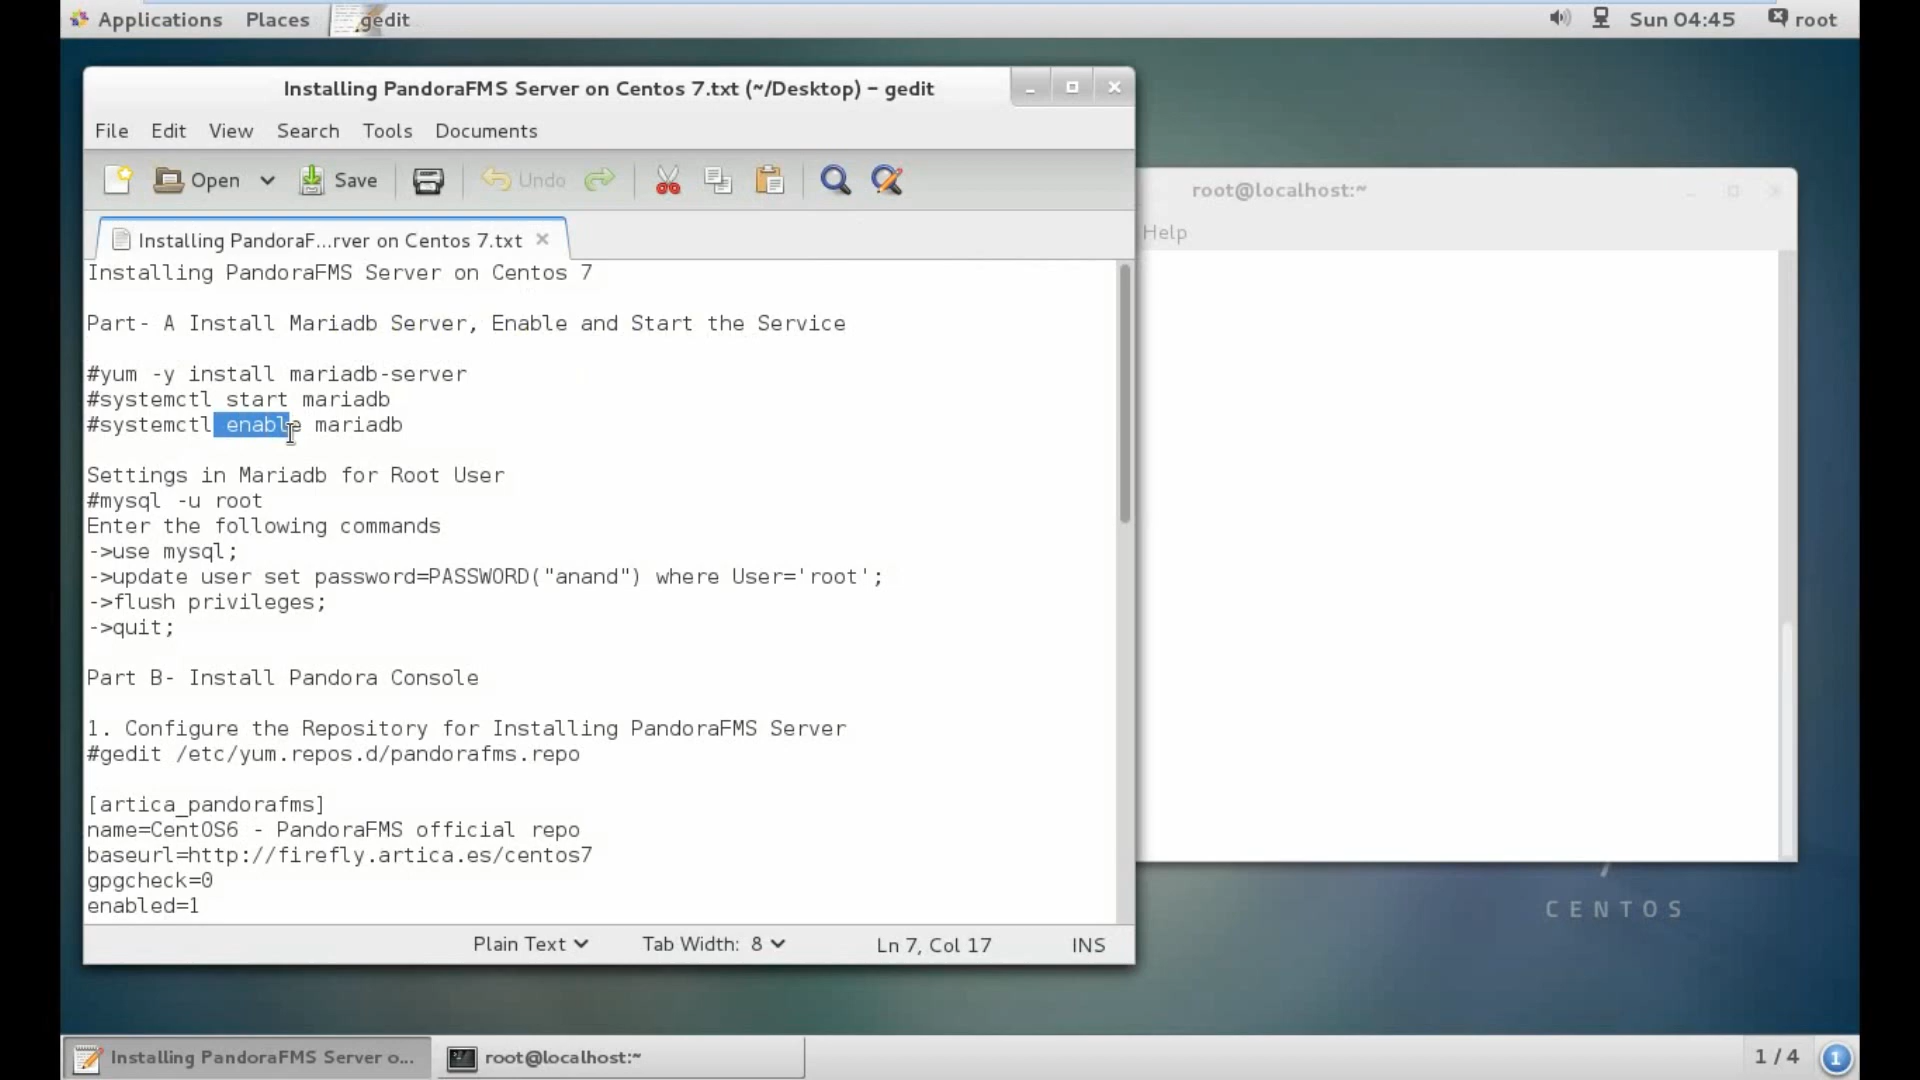 Applications Places gedit Sun 04:45 root
Installing PandoraFMS Server on Centos 7.txt (~/Desktop) – gedit
File Edit View Search Tools Documents
Open Save Undo
Installing PandoraF...rver on Centos 7.txt
Installing PandoraFMS Server on Centos 7
Part- A Install Mariadb Server, Enable and Start the Service
#yum -y install mariadb-server
#systemctl start mariadb
#systemctl enable mariadb
Settings in Mariadb for Root User
#mysql -u root
Enter the following commands
->use mysql;
->update user set password=PASSWORD("anand") where User='root';
->flush privileges;
->quit;
Part B- Install Pandora Console
1. Configure the Repository for Installing PandoraFMS Server
#gedit /etc/yum.repos.d/pandorafms.repo
[artica_pandorafms]
name=CentOS6 - PandoraFMS official repo
baseurl=http://firefly.artica.es/centos7
gpgcheck=0
enabled=1
Plain Text Tab Width: 8 Ln 7, Col 17 INS
root@localhost:~
Help
CENTOS
Installing PandoraFMS Server o... root@localhost:~ 1 / 4 1